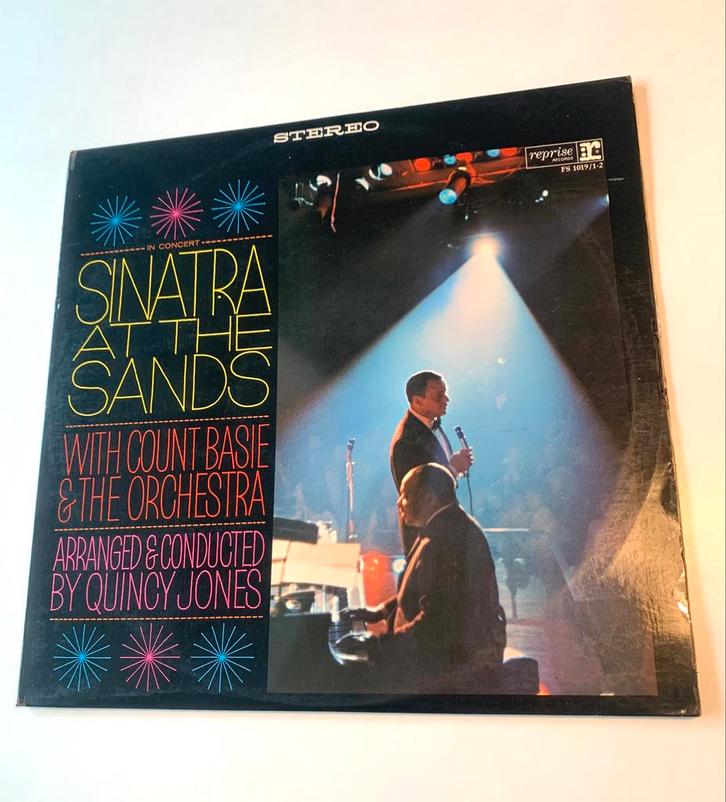 STEREO
reprise
RECORDS
r:
FS 1019/1-2
IN CONCERT
SINATRA
AT THE
SANDS
WITH COUNT BASIE
& THE ORCHESTRA
ARRANGED & CONDUCTED
BY QUINCY JONES